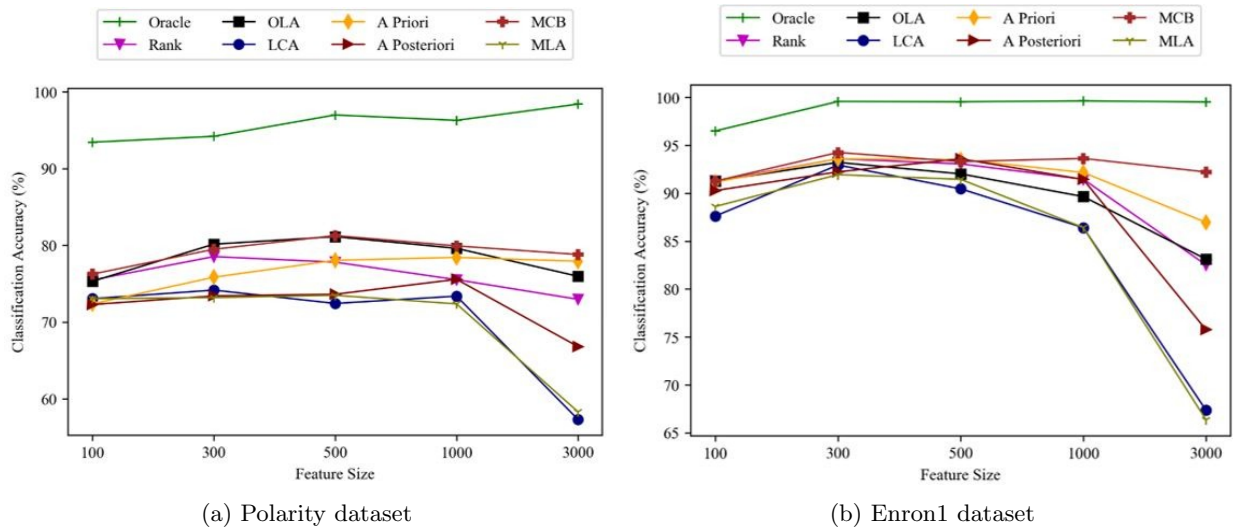 Oracle OLA A Priori MCB
Rank LCA A Posteriori MLA
100
90
80
70
60
Classification Accuracy (%)
100 300 500 1000 3000
Feature Size
(a) Polarity dataset
Oracle OLA A Priori MCB
Rank LCA A Posteriori MLA
100
95
90
85
80
75
70
65
Classification Accuracy (%)
100 300 500 1000 3000
Feature Size
(b) Enron1 dataset